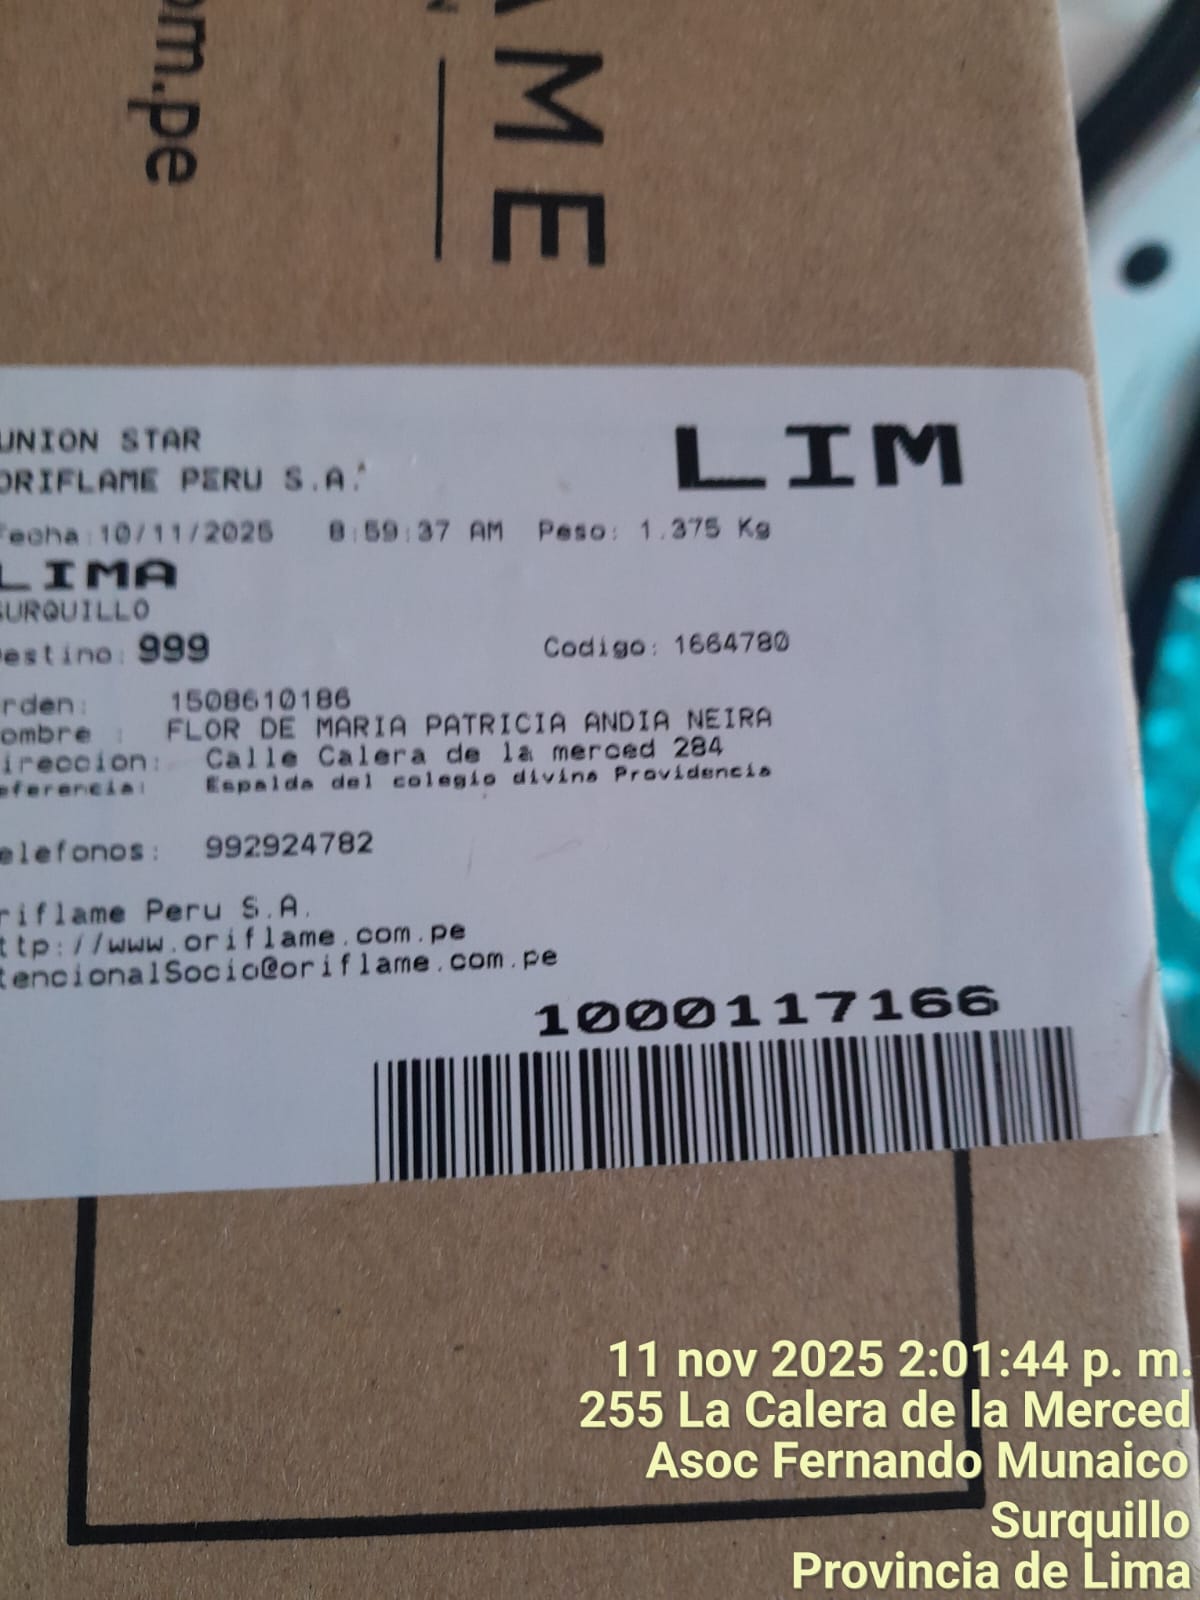 om.pe
AME
UNION STAR
ORIFLAME PERU S.A.
LIM
Fecha:10/11/2025 8:59:37 AM Peso: 1.375 Kg
LIMA
SURQUILLO
estino: 999
Codigo: 1664780
rden: 1508610186
ombre : FLOR DE MARIA PATRICIA ANDIA NEIRA
ireccion: Calle Calera de la merced 284
eferencia: Espalda del colegio divina Providencia
elefonos: 992924782
riflame Peru S.A.
ttp://www.oriflame.com.pe
tencionalSocio@oriflame.com.pe
1000117166
11 nov 2025 2:01:44 p. m.
255 La Calera de la Merced
Asoc Fernando Munaico
Surquillo
Provincia de Lima